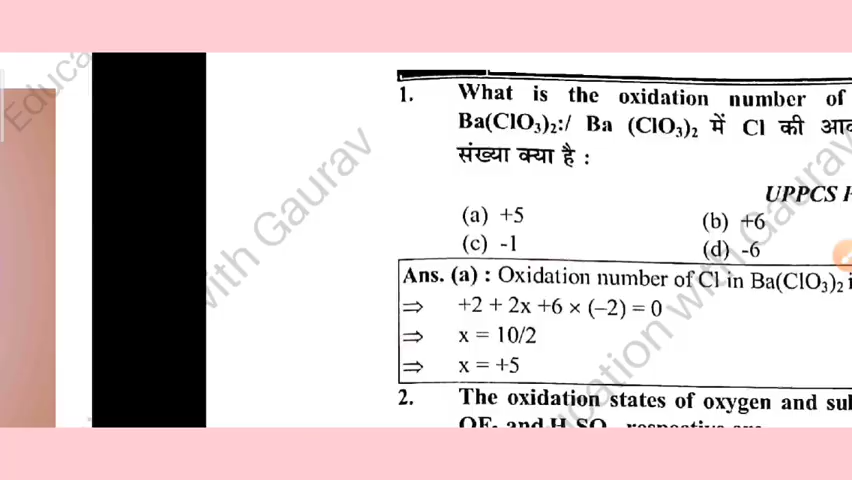 1. What is the oxidation number of
Ba(ClO₃)₂:/ Ba (ClO₃)₂ में Cl की
संख्या क्या है :
UPPCS
(a) +5
(b) +6
(c) -1
(d) -6
Ans. (a) : Oxidation number of Cl in Ba(ClO₃)₂
⇒ +2 + 2x +6 × (–2) = 0
⇒ x = 10/2
⇒ x = +5
2. The oxidation states of oxygen and
and
with Gaurav